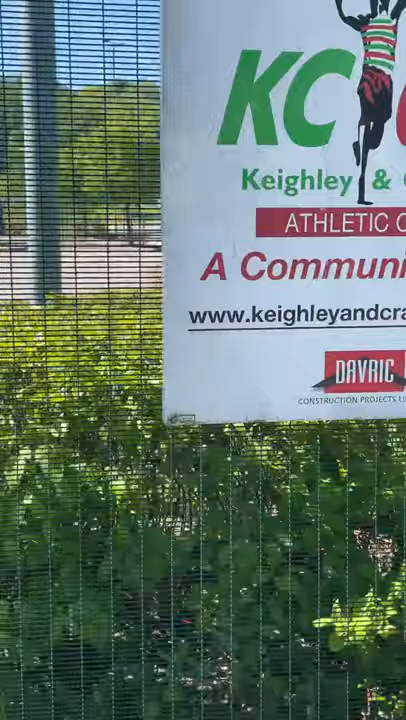 KC
Keighley &
ATHLETIC
A Communi
www.keighleyandcra
DAVRIC
CONSTRUCTION PROJECTS